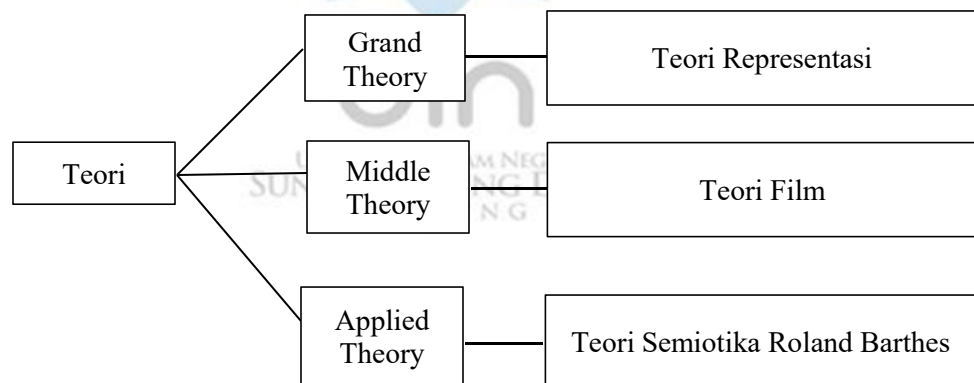 Grand
Theory
Teori Representasi
Teori
Middle
Theory
Teori Film
Applied
Theory
Teori Semiotika Roland Barthes